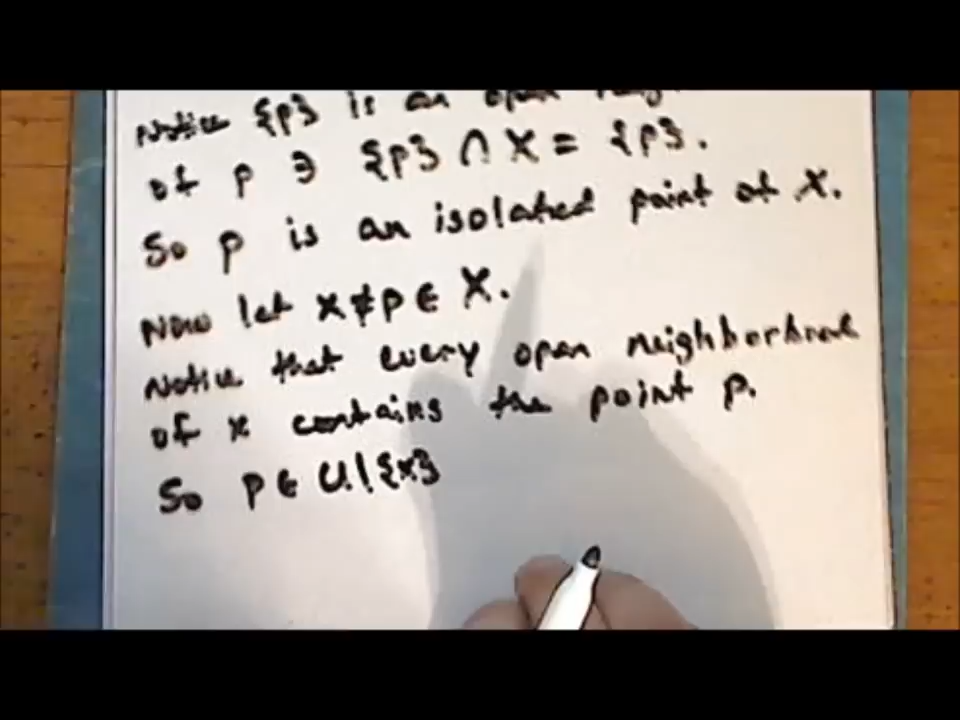 Notice {p} is an open
of p ∋ {p} ∩ X = {p}.
So p is an isolated point of X.
Now let x≠p ∈ X.
Notice that every open neighborhood
of x contains the point p.
So p ∈ U\{x}